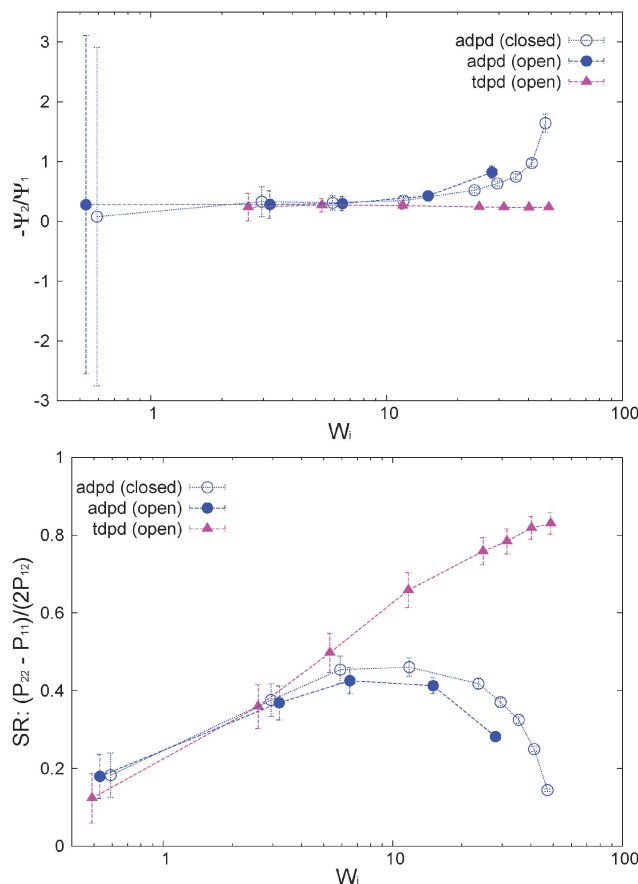 3
2
1
0
-1
-2
-3
-Ψ2/Ψ1
adpd (closed)
adpd (open)
tdpd (open)
1
10
100
Wi
1
0.8
0.6
0.4
0.2
0
SR: (P22 - P11)/(2P12)
adpd (closed)
adpd (open)
tdpd (open)
1
10
100
Wi